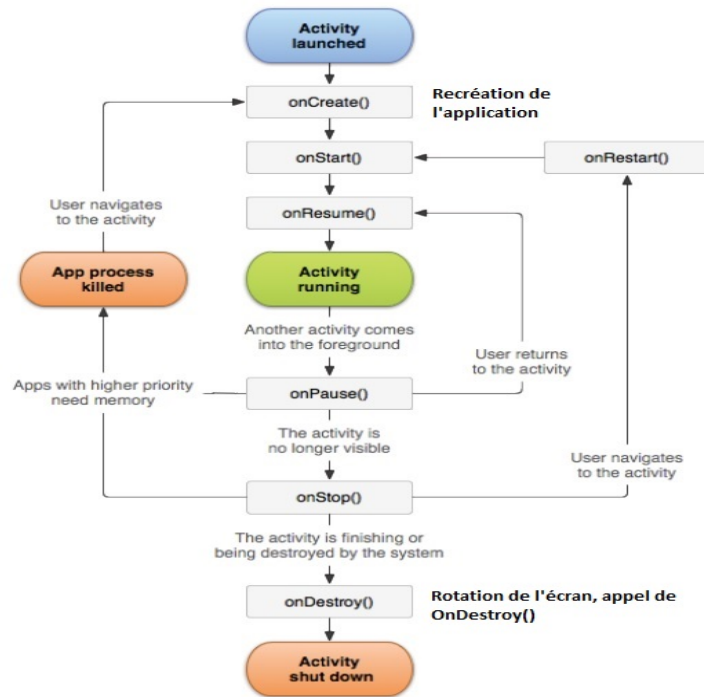 Activity
launched
onCreate()
Recréation de
l'application
onStart()
onRestart()
User navigates
to the activity
onResume()
App process
killed
Activity
running
Another activity comes
into the foreground
User returns
to the activity
Apps with higher priority
need memory
onPause()
The activity is
no longer visible
User navigates
to the activity
onStop()
The activity is finishing or
being destroyed by the system
onDestroy()
Rotation de l'écran, appel de
OnDestroy()
Activity
shut down